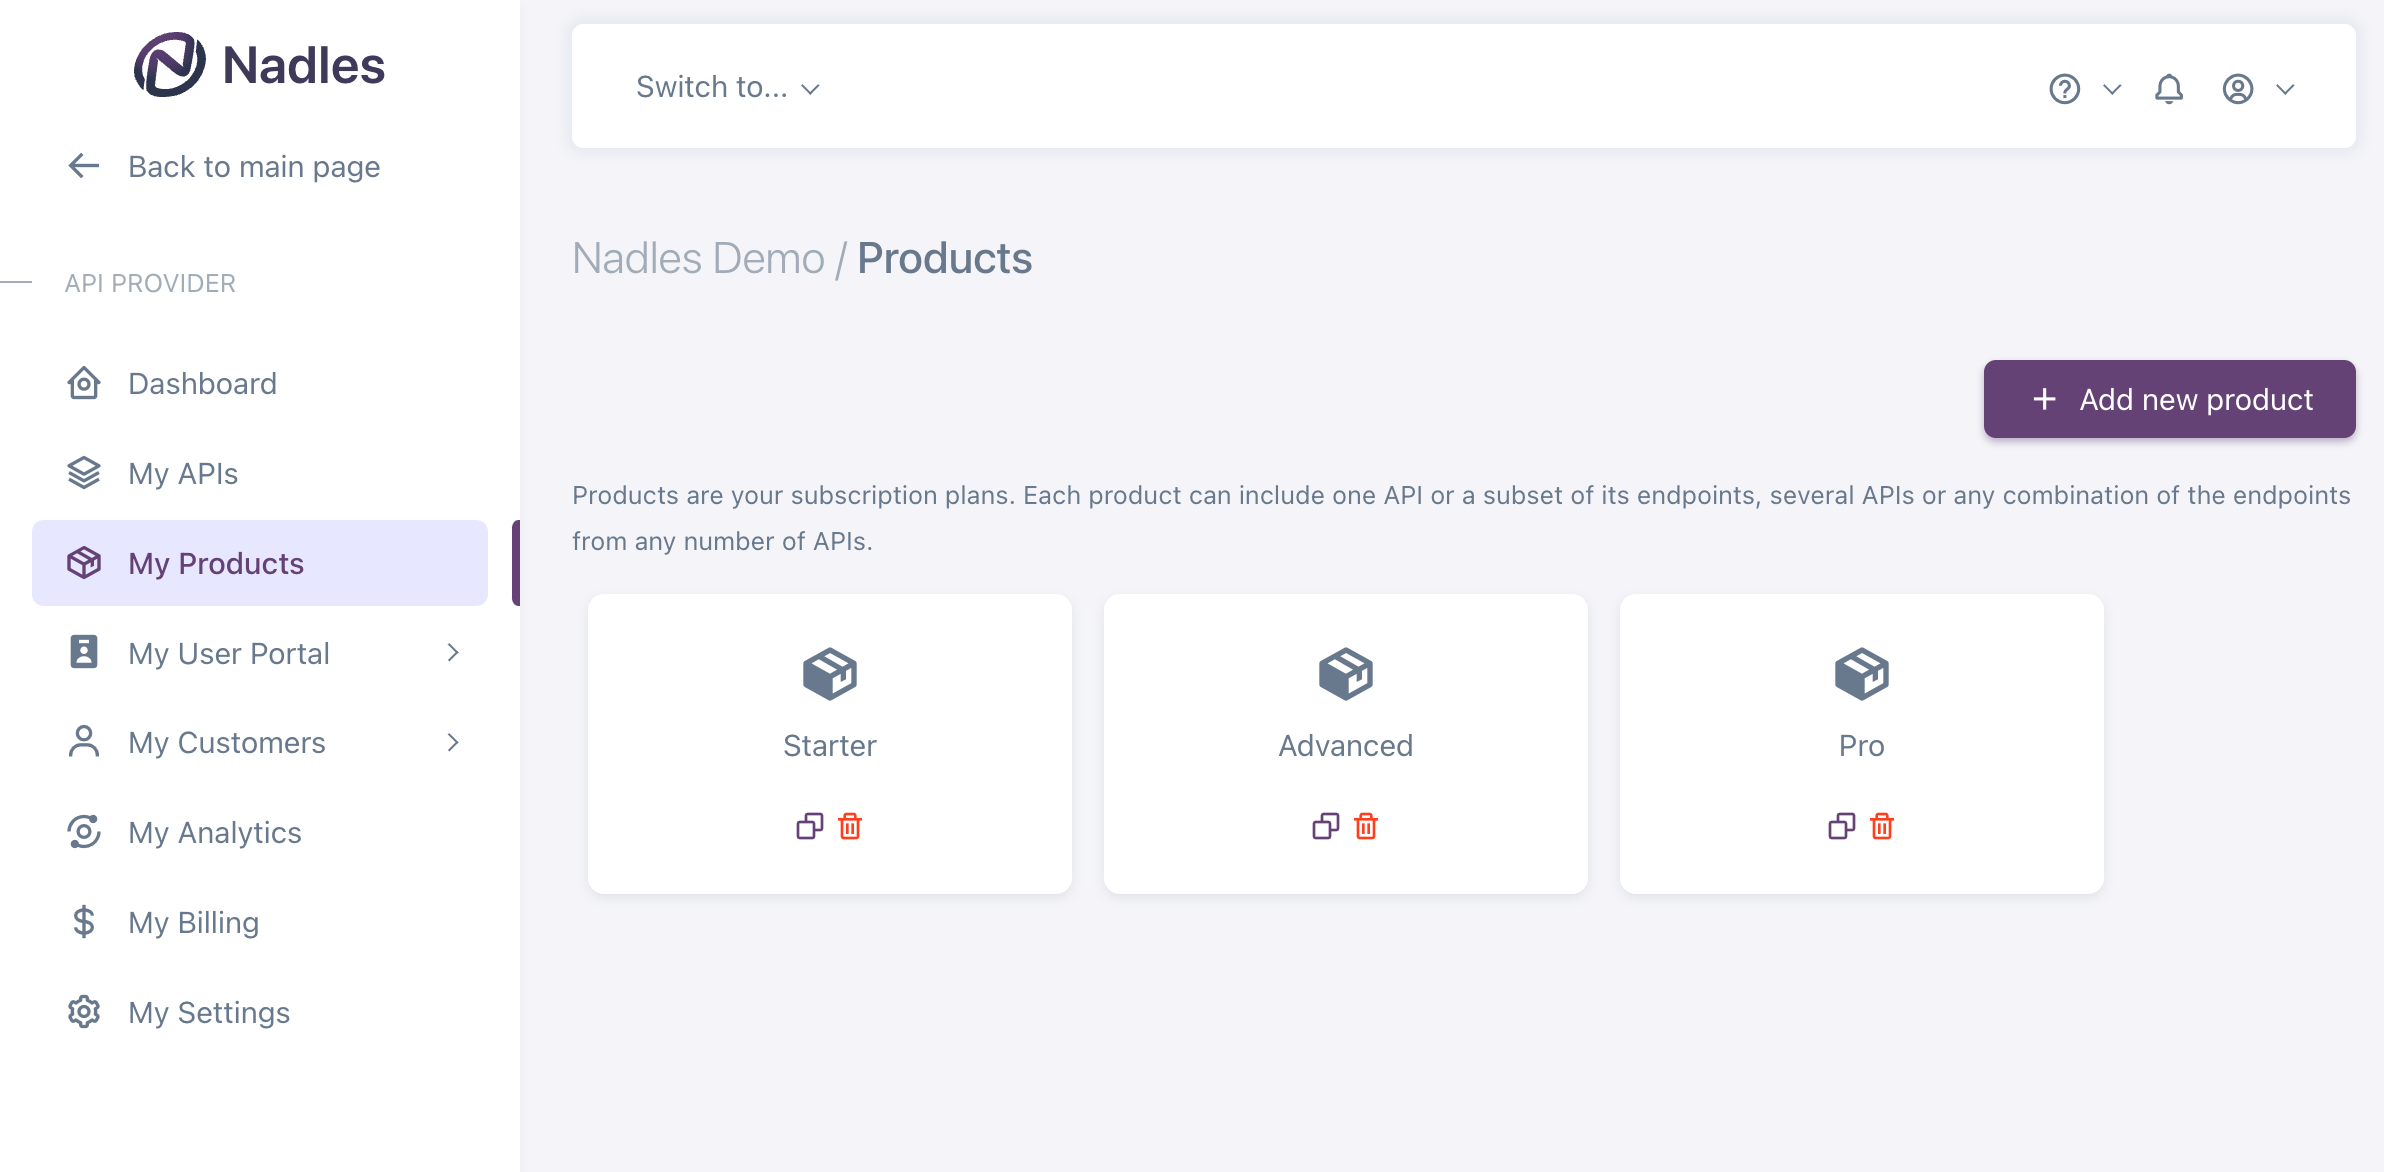 Nadles
Back to main page
API PROVIDER
Dashboard
My APIs
My Products
My User Portal
My Customers
My Analytics
My Billing
My Settings
Switch to...
Nadles Demo / Products
Add new product
Products are your subscription plans. Each product can include one API or a subset of its endpoints, several APIs or any combination of the endpoints
from any number of APIs.
Starter
Advanced
Pro